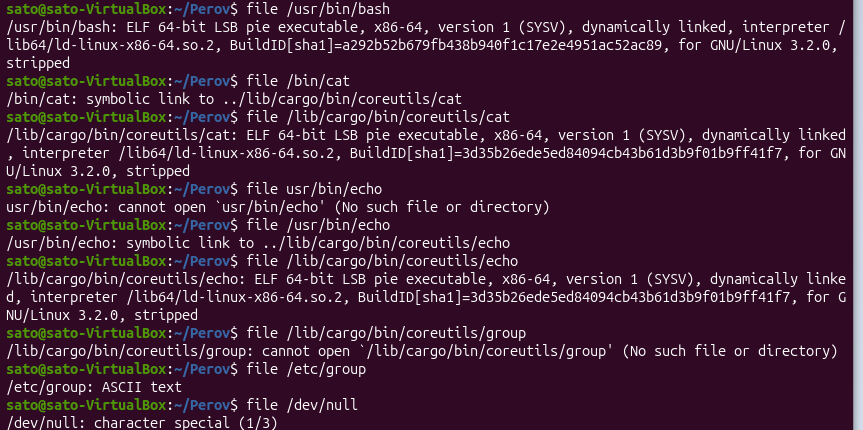 sato@sato-VirtualBox:~/Perov$ file /usr/bin/bash
/usr/bin/bash: ELF 64-bit LSB pie executable, x86-64, version 1 (SYSV), dynamically linked, interpreter /
lib64/ld-linux-x86-64.so.2, BuildID[sha1]=a292b52b679fb438b940f1c17e2e4951ac52ac89, for GNU/Linux 3.2.0,
stripped
sato@sato-VirtualBox:~/Perov$ file /bin/cat
/bin/cat: symbolic link to ../lib/cargo/bin/coreutils/cat
sato@sato-VirtualBox:~/Perov$ file /lib/cargo/bin/coreutils/cat
/lib/cargo/bin/coreutils/cat: ELF 64-bit LSB pie executable, x86-64, version 1 (SYSV), dynamically linked
, interpreter /lib64/ld-linux-x86-64.so.2, BuildID[sha1]=3d35b26ede5ed84094cb43b61d3b9f01b9ff41f7, for GN
U/Linux 3.2.0, stripped
sato@sato-VirtualBox:~/Perov$ file usr/bin/echo
usr/bin/echo: cannot open `usr/bin/echo' (No such file or directory)
sato@sato-VirtualBox:~/Perov$ file /usr/bin/echo
/usr/bin/echo: symbolic link to ../lib/cargo/bin/coreutils/echo
sato@sato-VirtualBox:~/Perov$ file /lib/cargo/bin/coreutils/echo
/lib/cargo/bin/coreutils/echo: ELF 64-bit LSB pie executable, x86-64, version 1 (SYSV), dynamically linke
d, interpreter /lib64/ld-linux-x86-64.so.2, BuildID[sha1]=3d35b26ede5ed84094cb43b61d3b9f01b9ff41f7, for G
NU/Linux 3.2.0, stripped
sato@sato-VirtualBox:~/Perov$ file /lib/cargo/bin/coreutils/group
/lib/cargo/bin/coreutils/group: cannot open `/lib/cargo/bin/coreutils/group' (No such file or directory)
sato@sato-VirtualBox:~/Perov$ file /etc/group
/etc/group: ASCII text
sato@sato-VirtualBox:~/Perov$ file /dev/null
/dev/null: character special (1/3)